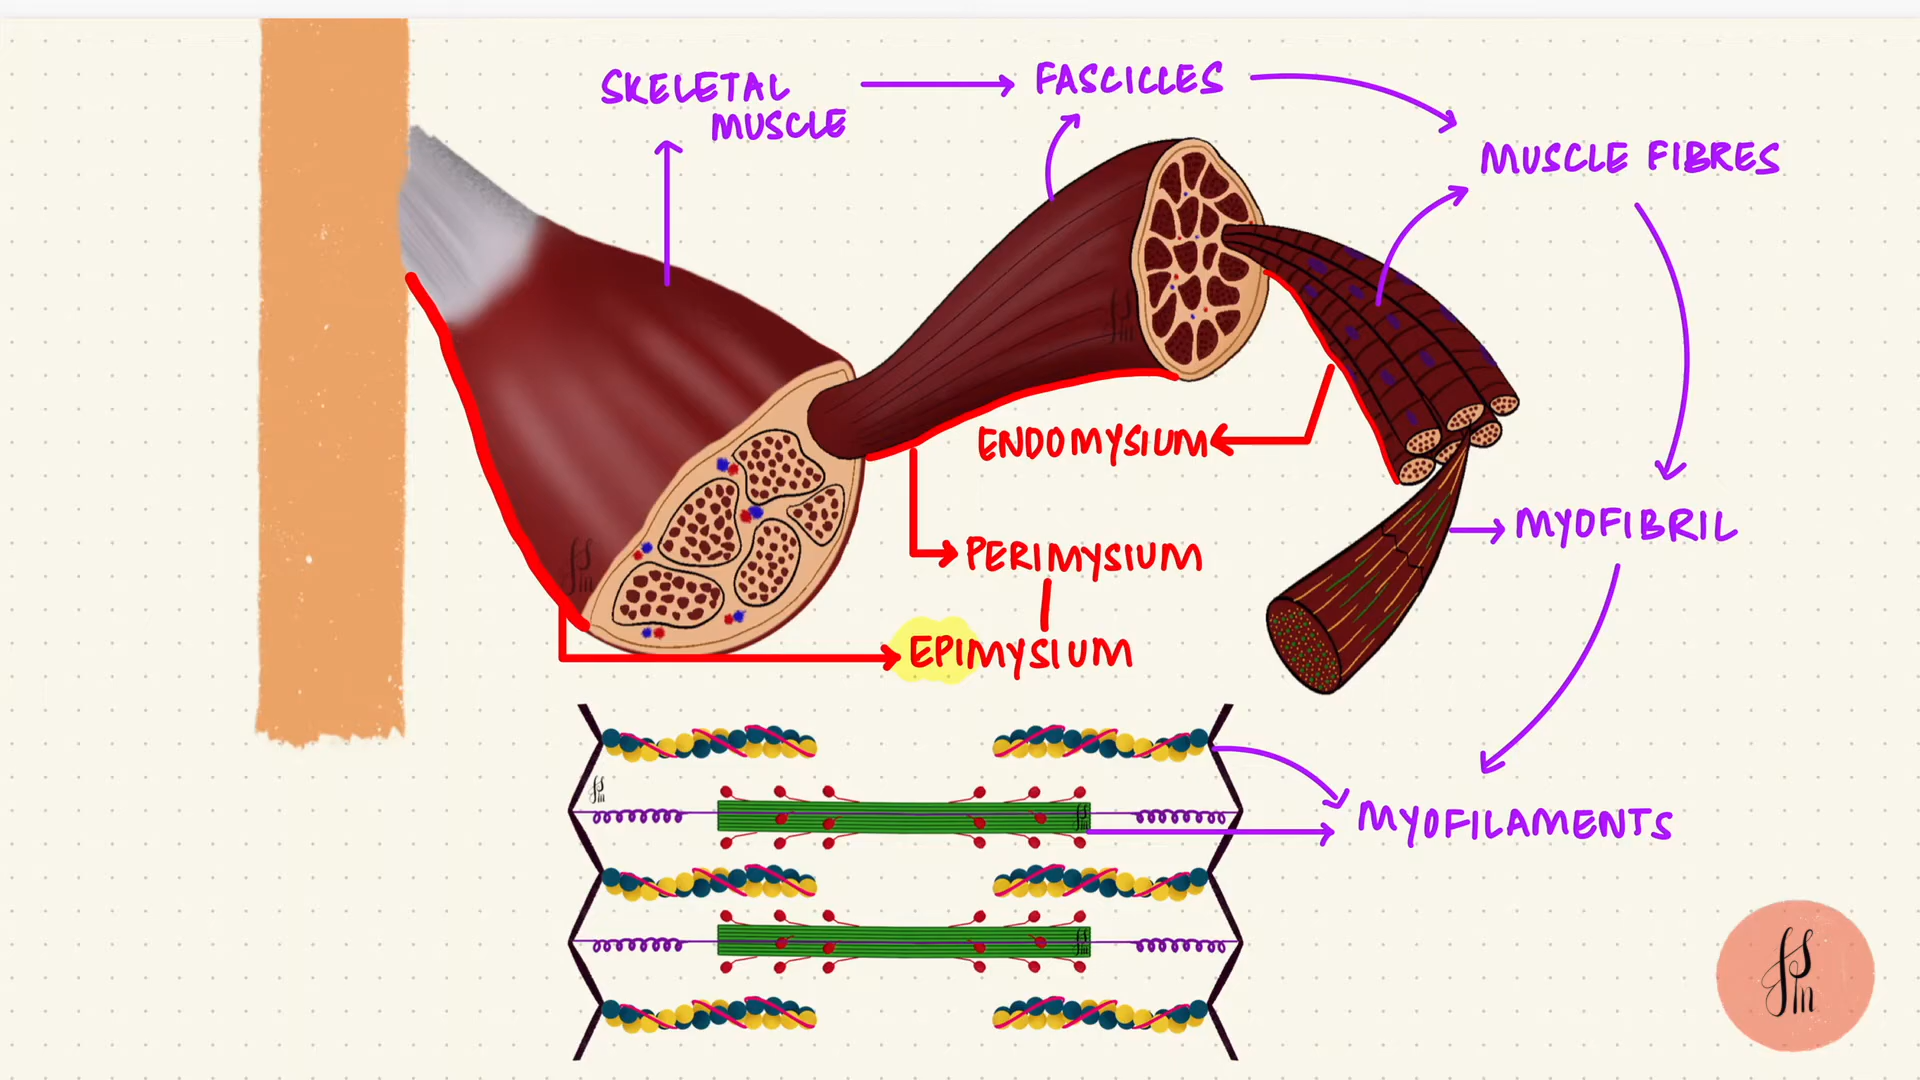 SKELETAL
MUSCLE
FASCICLES
MUSCLE FIBRES
ENDOMYSIUM
MYOFIBRIL
PERIMYSIUM
EPIMYSIUM
MYOFILAMENTS